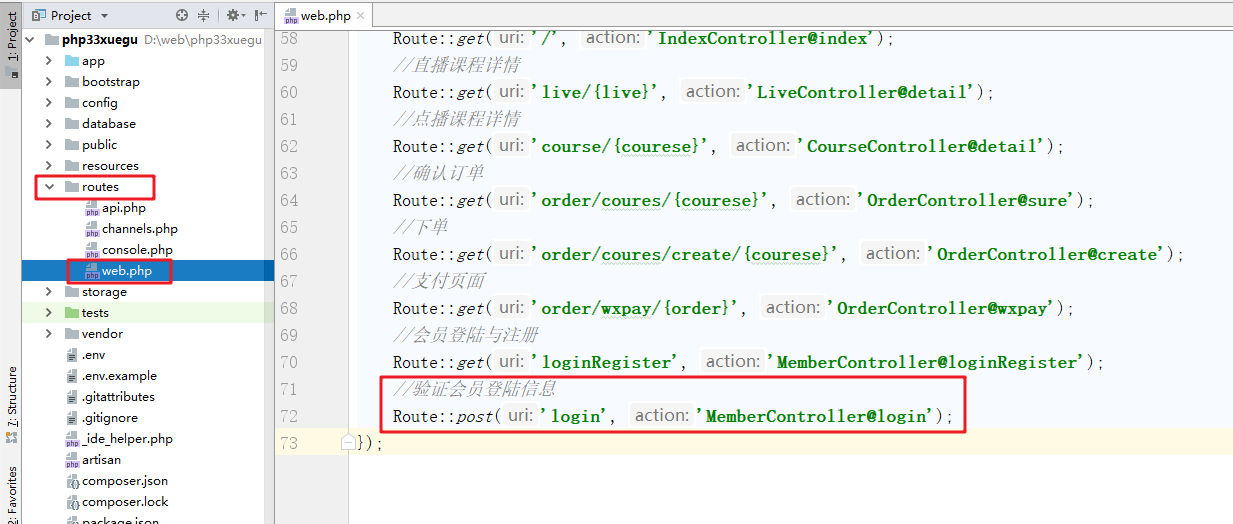 Project
web.php
1: Project
7: Structure
2: Favorites
php33xuegu D:\web\php33xuegu
app
bootstrap
config
database
public
resources
routes
api.php
channels.php
console.php
web.php
storage
tests
vendor
.env
.env.example
.gitattributes
.gitignore
_ide_helper.php
artisan
composer.json
composer.lock
package.json
58 Route::get( uri: '/', action: 'IndexController@index');
59 //直播课程详情
60 Route::get( uri: 'live/{live}', action: 'LiveController@detail');
61 //点播课程详情
62 Route::get( uri: 'course/{courese}', action: 'CourseController@detail');
63 //确认订单
64 Route::get( uri: 'order/coures/{courese}', action: 'OrderController@sure');
65 //下单
66 Route::get( uri: 'order/coures/create/{courese}', action: 'OrderController@create');
67 //支付页面
68 Route::get( uri: 'order/wxpay/{order}', action: 'OrderController@wxpay');
69 //会员登陆与注册
70 Route::get( uri: 'loginRegister', action: 'MemberController@loginRegister');
71 //验证会员登陆信息
72 Route::post( uri: 'login', action: 'MemberController@login');
73 });